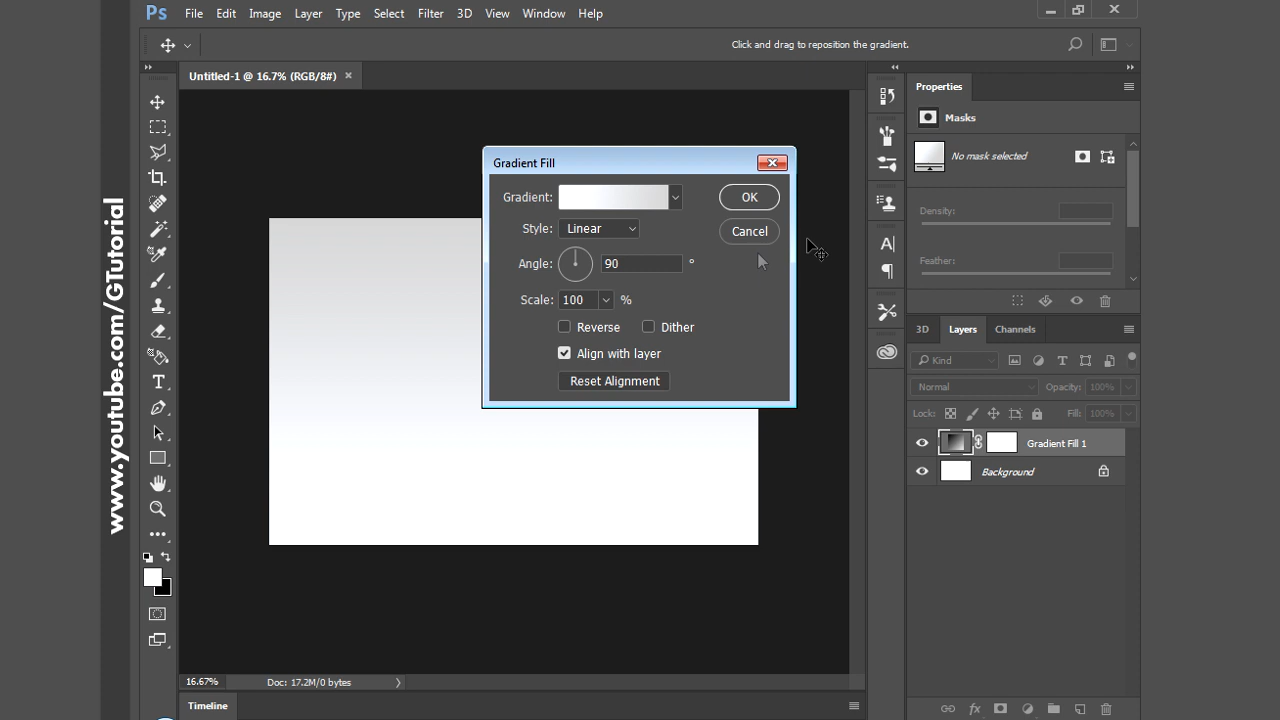 Ps File Edit Image Layer Type Select Filter 3D View Window Help
Click and drag to reposition the gradient.
Untitled-1 @ 16.7% (RGB/8#) ×
Properties
Masks
No mask selected
Density:
Feather:
Gradient Fill
Gradient:
OK
Style: Linear
Cancel
Angle: 90 °
Scale: 100 %
Reverse Dither
Align with layer
Reset Alignment
3D Layers Channels
Kind
Normal Opacity: 100%
Lock: Fill: 100%
Gradient Fill 1
Background
16.67% Doc: 17.2M/0 bytes
Timeline
www.youtube.com/GTutorial